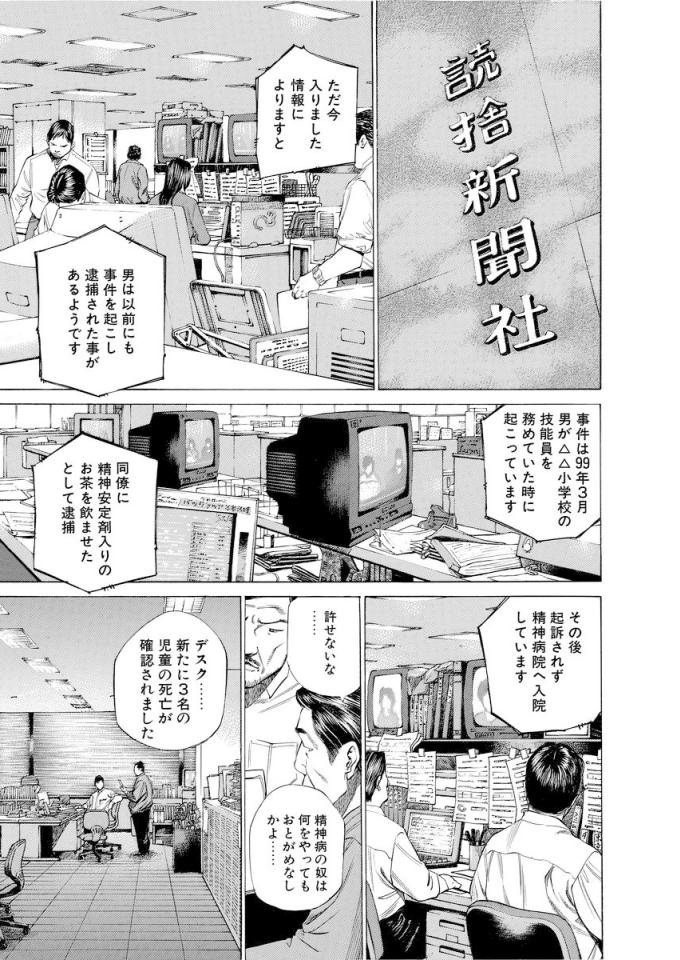 読捨新聞社
ただ今
入りました
情報に
よりますと
男は以前にも
事件を起こし
逮捕された事が
あるようです
事件は99年3月
男が△△小学校の
技能員を
務めていた時に
起こっています
同僚に
精神安定剤入りの
お茶を飲ませた
として逮捕
その後
起訴されず
精神病院へ入院
しています
許せないな
……
精神病の奴は
何をやっても
おとがめなし
かよ……
デスク……
新たに3名の
児童の死亡が
確認されました